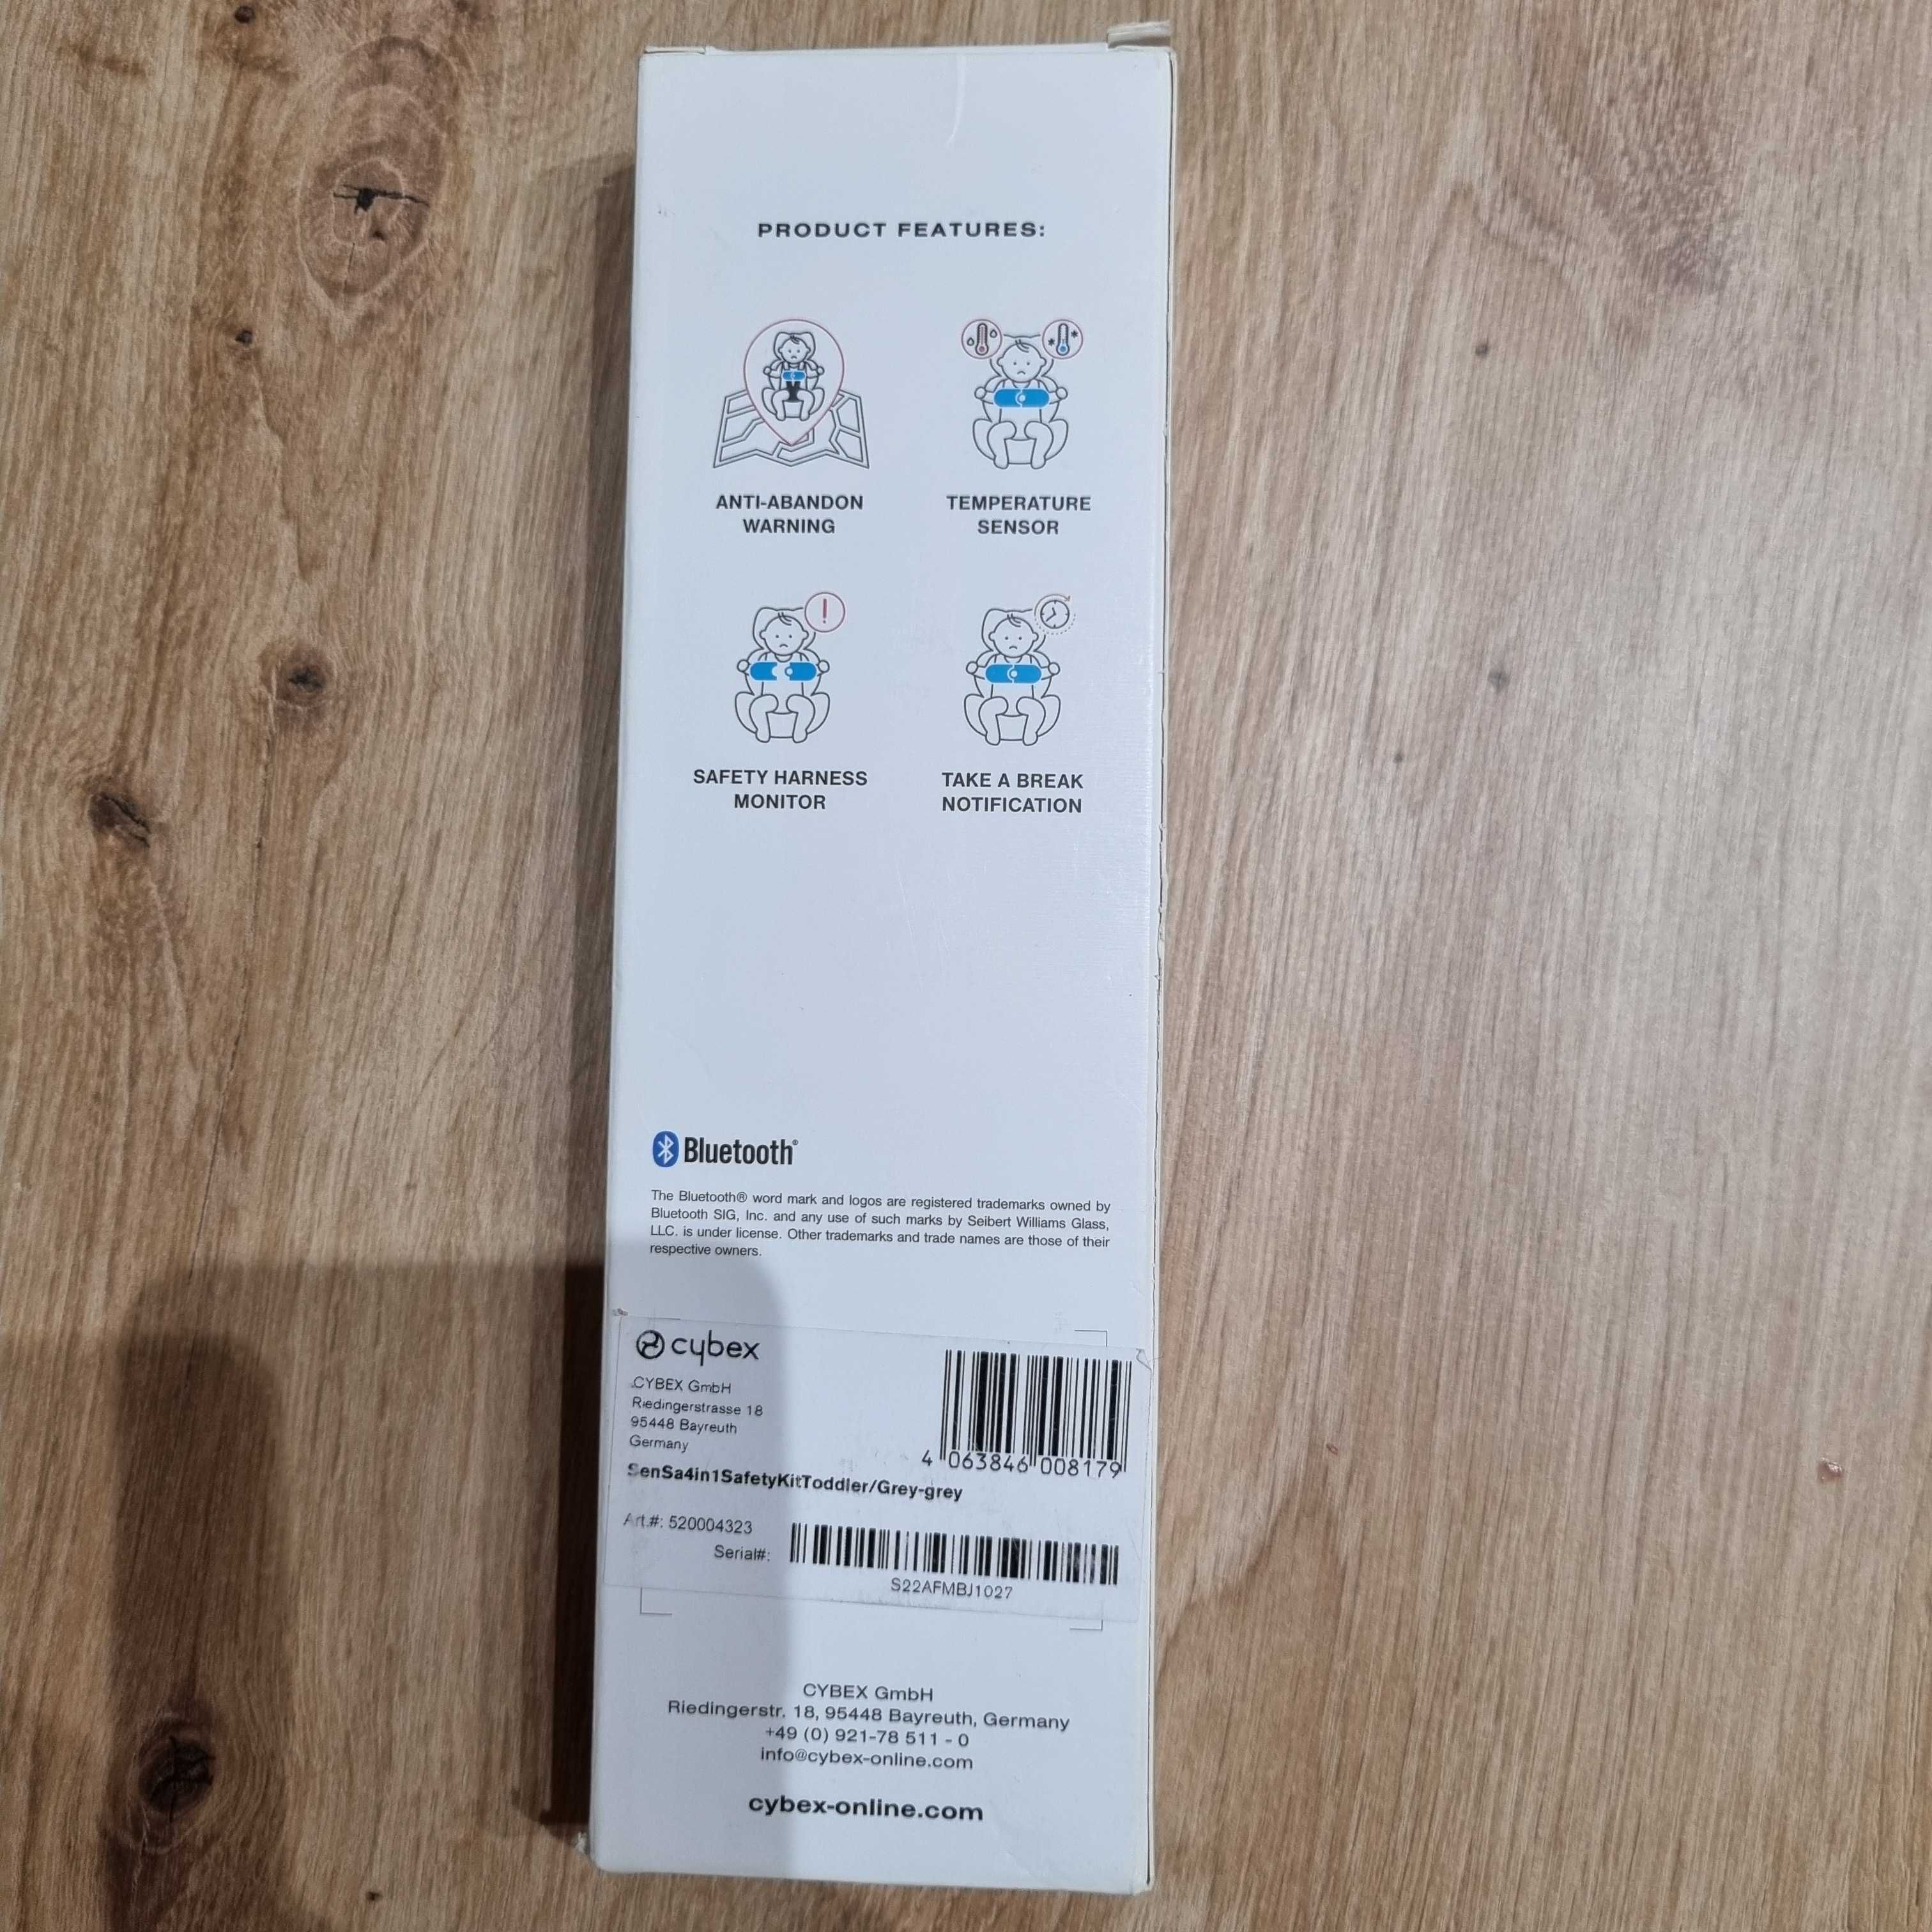 PRODUCT FEATURES:
ANTI-ABANDON
WARNING
TEMPERATURE
SENSOR
SAFETY HARNESS
MONITOR
TAKE A BREAK
NOTIFICATION
Bluetooth®
The Bluetooth® word mark and logos are registered trademarks owned by
Bluetooth SIG, Inc. and any use of such marks by Seibert Williams Glass,
LLC. is under license. Other trademarks and trade names are those of their
respective owners.
cybex
CYBEX GmbH
Riedingerstrasse 18
95448 Bayreuth
Germany
4 063846 008179
SenSa4in1SafetyKitToddler/Grey-grey
Art.#: 520004323
Serial#:
S22AFMBJ1027
CYBEX GmbH
Riedingerstr. 18, 95448 Bayreuth, Germany
+49 (0) 921-78 511 - 0
info@cybex-online.com
cybex-online.com